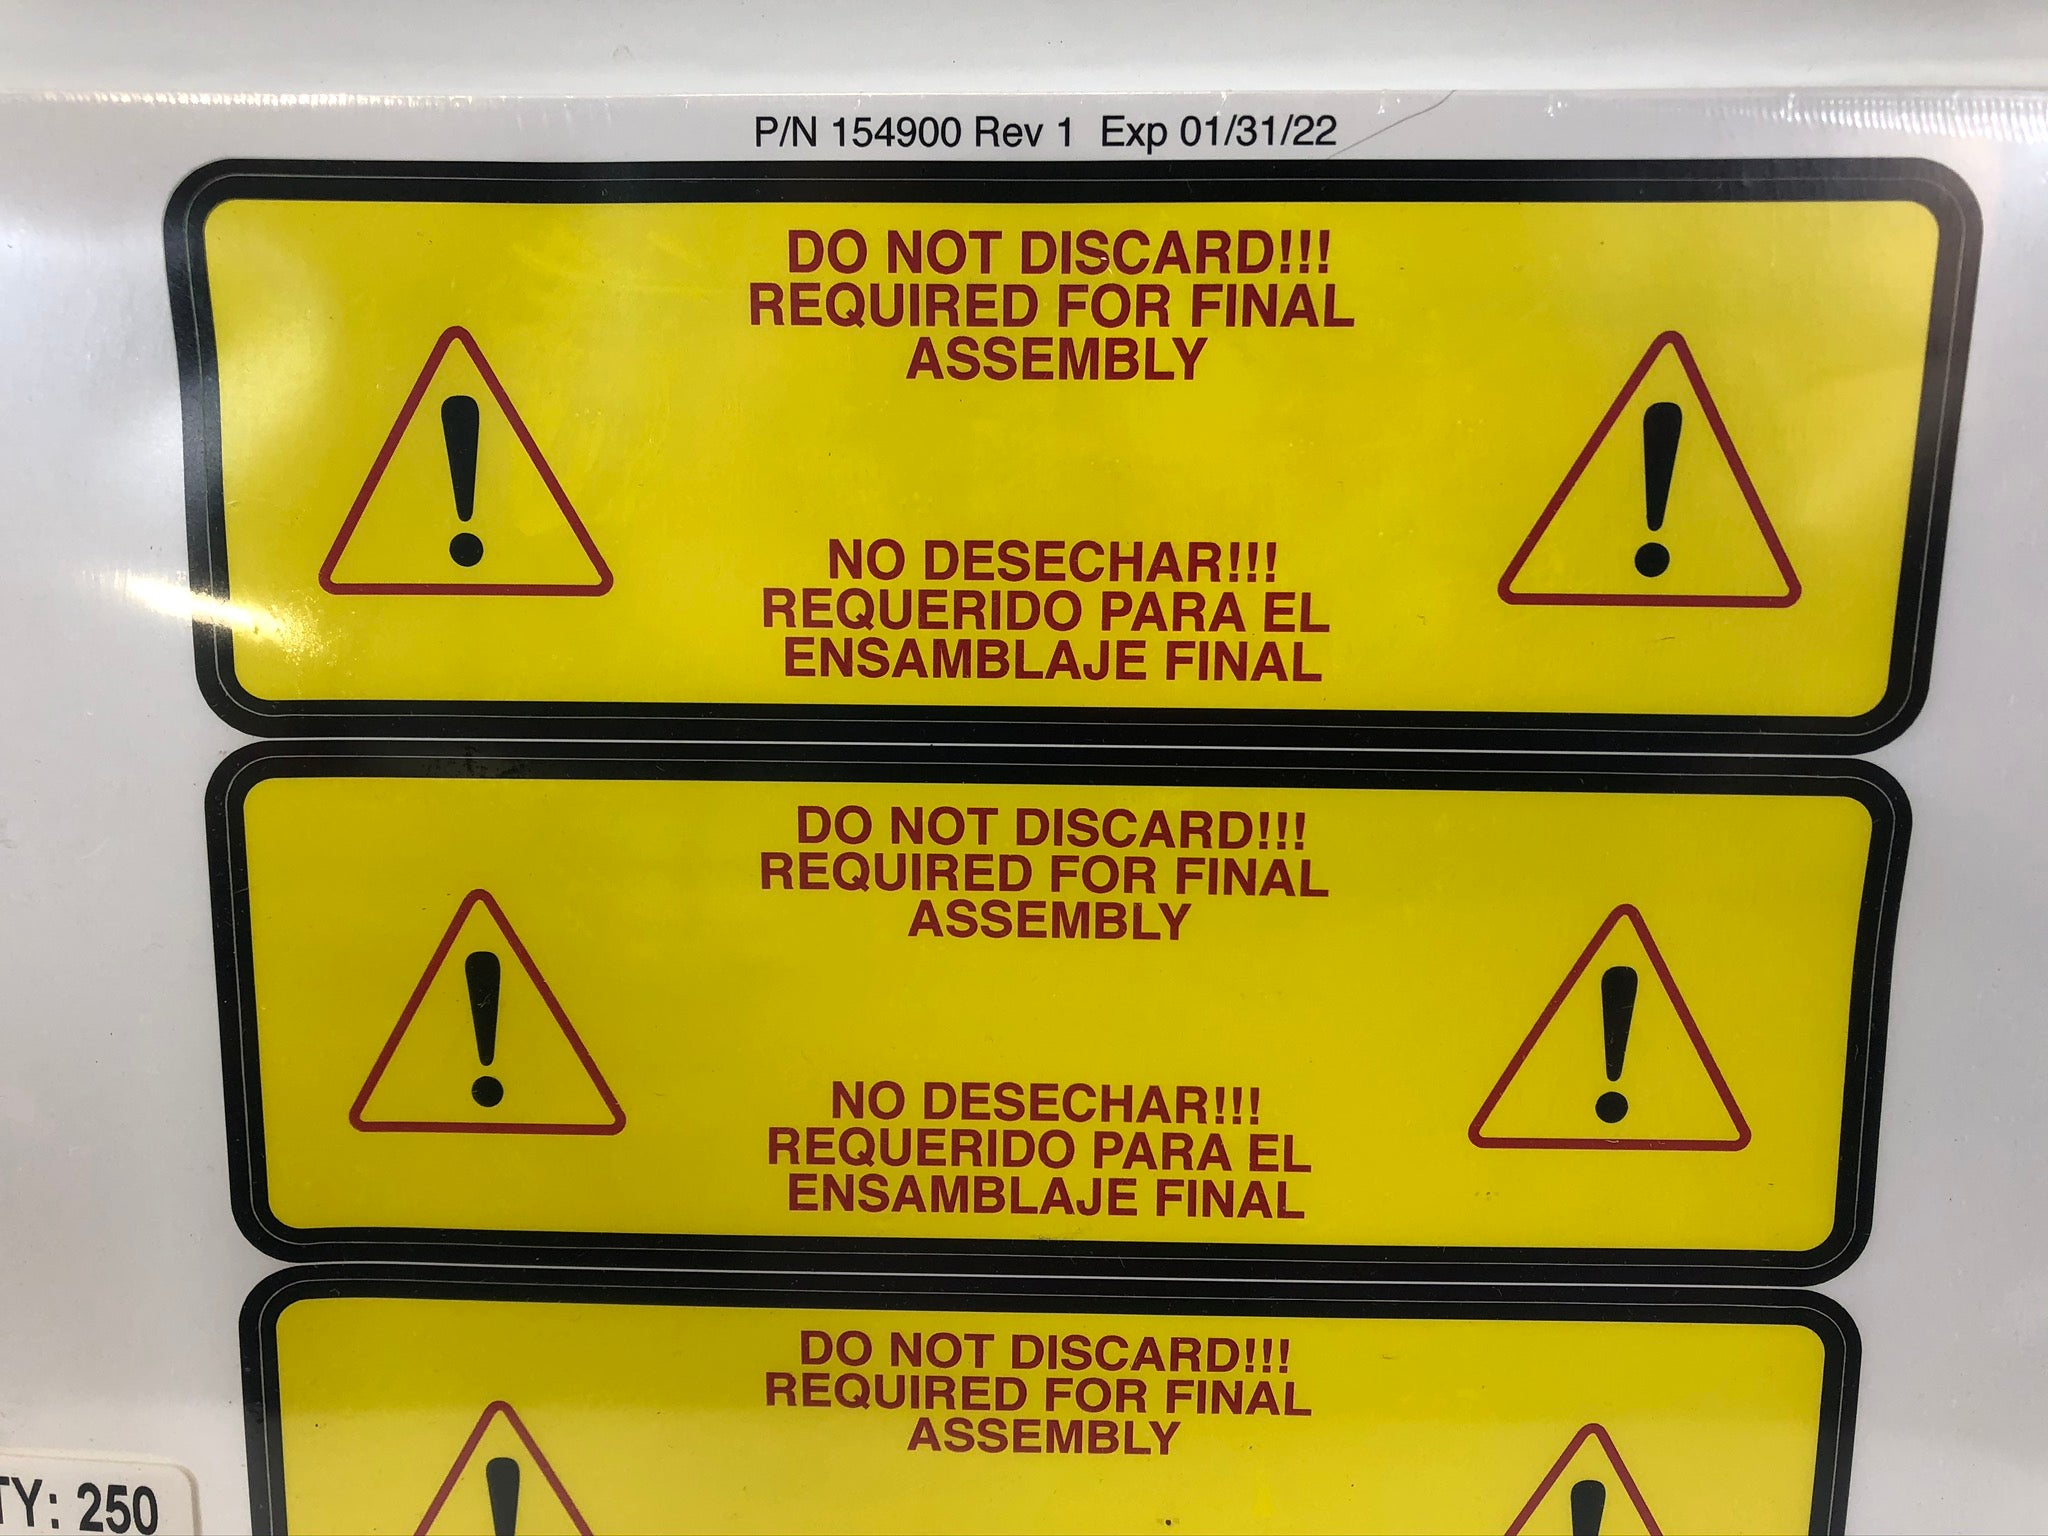 P/N 154900 Rev 1 Exp 01/31/22
DO NOT DISCARD!!!
REQUIRED FOR FINAL
ASSEMBLY
NO DESECHAR!!!
REQUERIDO PARA EL
ENSAMBLAJE FINAL
DO NOT DISCARD!!!
REQUIRED FOR FINAL
ASSEMBLY
NO DESECHAR!!!
REQUERIDO PARA EL
ENSAMBLAJE FINAL
DO NOT DISCARD!!!
REQUIRED FOR FINAL
ASSEMBLY
TY: 250